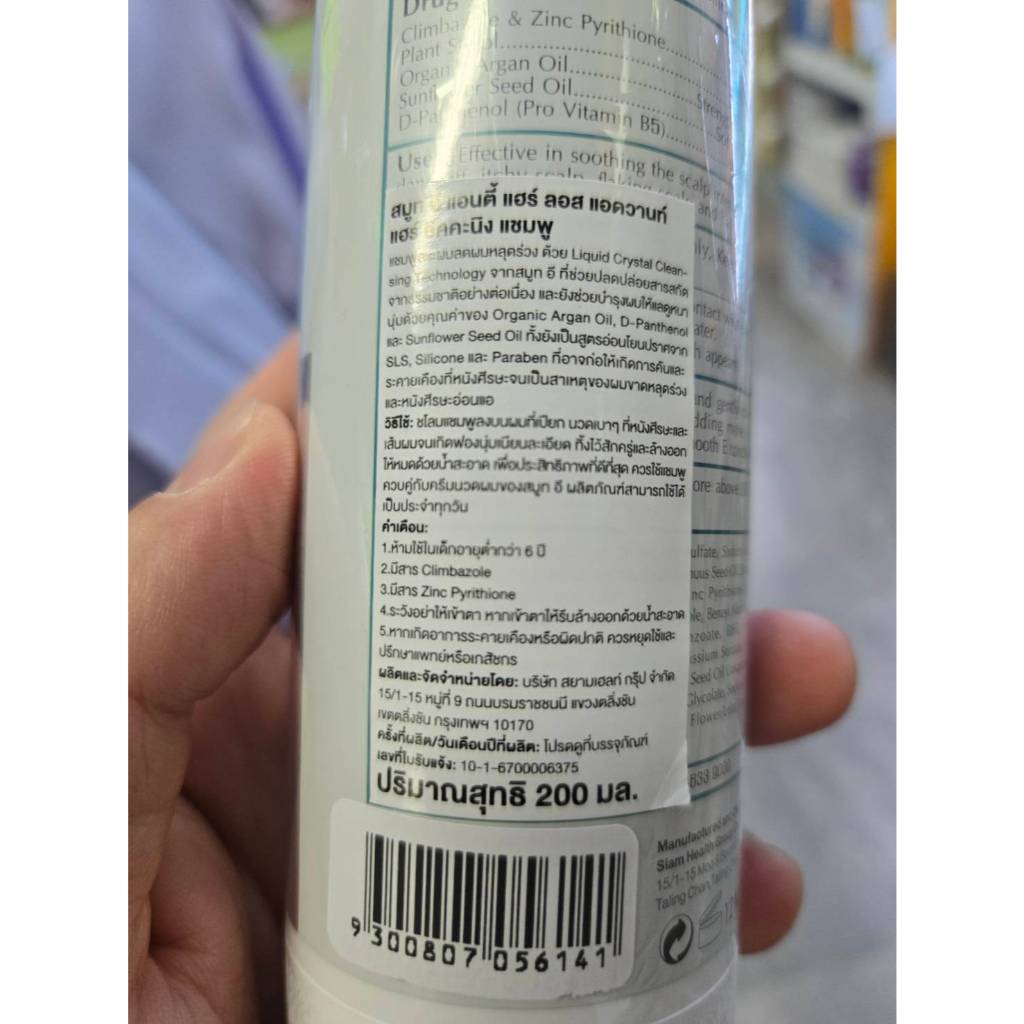 Drug
Climbazole & Zinc Pyrithione
Plant
Organic Argan Oil
Sunflower Seed Oil
D-Panthenol (Pro Vitamin B5)
Uses: Effective in soothing the scalp
สมูท อี แอนตี้ แฮร์ ลอส แอดวานท์
แฮร์ ธิคคะนิง แชมพู
แชมพูและผมลดผมหลุดร่วง ด้วย Liquid Crystal Clean-
sing Technology จากสมูท อี ที่ช่วยปลดปล่อยสารสกัด
จากธรรมชาติอย่างต่อเนื่อง และยังช่วยบำรุงผมให้แลดูหนา
นุ่มด้วยคุณค่าของ Organic Argan Oil, D-Panthenol
และ Sunflower Seed Oil ทั้งยังเป็นสูตรอ่อนโยนปราศจาก
SLS, Silicone และ Paraben ที่อาจก่อให้เกิดการคันและ
ระคายเคืองที่หนังศีรษะจนเป็นสาเหตุของผมขาดหลุดร่วง
และหนังศีรษะอ่อนแอ
วิธีใช้: ชโลมแชมพูลงบนผมที่เปียก นวดเบาๆ ที่หนังศีรษะและ
เส้นผมจนเกิดฟองนุ่มเนียนละเอียด ทิ้งไว้สักครู่และล้างออก
ให้หมดด้วยน้ำสะอาด เพื่อประสิทธิภาพที่ดีที่สุด ควรใช้แชมพู
ควบคู่กับครีมนวดผมของสมูท อี ผลิตภัณฑ์สามารถใช้ได้
เป็นประจำทุกวัน
คำเตือน:
1.ห้ามใช้ในเด็กอายุต่ำกว่า 6 ปี
2.มีสาร Climbazole
3.มีสาร Zinc Pyrithione
4.ระวังอย่าให้เข้าตา หากเข้าตาให้รีบล้างออกด้วยน้ำสะอาด
5.หากเกิดอาการระคายเคืองหรือผิดปกติ ควรหยุดใช้และ
ปรึกษาแพทย์หรือเภสัชกร
ผลิตและจัดจำหน่ายโดย: บริษัท สยามเฮลท์ กรุ๊ป จำกัด
15/1-15 หมู่ที่ 9 ถนนบรมราชชนนี แขวงตลิ่งชัน
เขตตลิ่งชัน กรุงเทพฯ 10170
ครั้งที่ผลิต/วันเดือนปีที่ผลิต: โปรดดูที่บรรจุภัณฑ์
เลขที่ใบรับแจ้ง: 10-1-6700006375
ปริมาณสุทธิ 200 มล.
Manufactured and
Siam Health Group
15/1-15 Moo
Taling Chan,
9 300807 056141